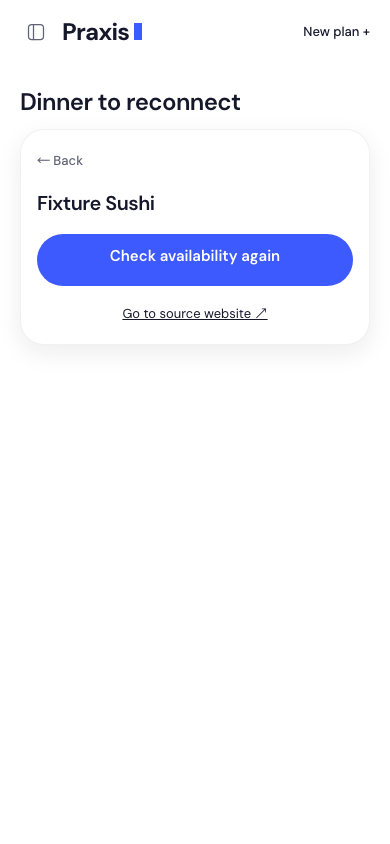 Praxis
New plan +
Dinner to reconnect
← Back
Fixture Sushi
Check availability again
Go to source website ↗